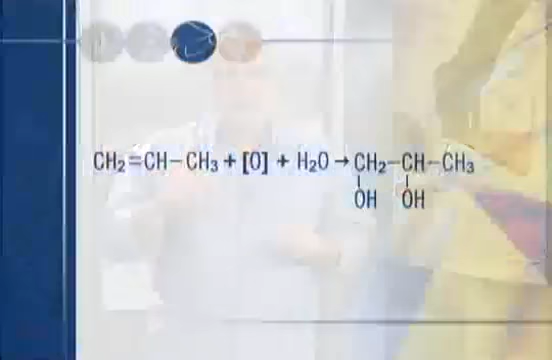 CH₂=CH–CH₃ + [O] + H₂O → CH₂–CH–CH₃
OH OH